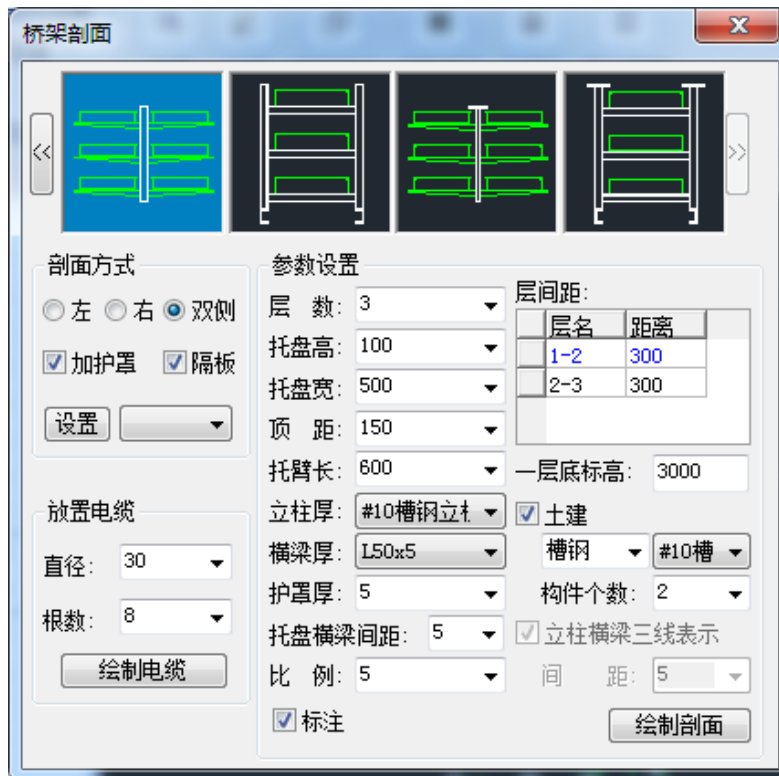 桥架剖面
<<
>>
剖面方式
左 右 双侧
加护罩 隔板
设置
放置电缆
直径: 30
根数: 8
绘制电缆
参数设置
层 数: 3
托盘高: 100
托盘宽: 500
顶 距: 150
托臂长: 600
立柱厚: #10槽钢立
横梁厚: L50x5
护罩厚: 5
托盘横梁间距: 5
比 例: 5
标注
层间距:
层名 距离
1-2 300
2-3 300
一层底标高: 3000
土建
槽钢 #10槽
构件个数: 2
立柱横梁三线表示
间 距: 5
绘制剖面